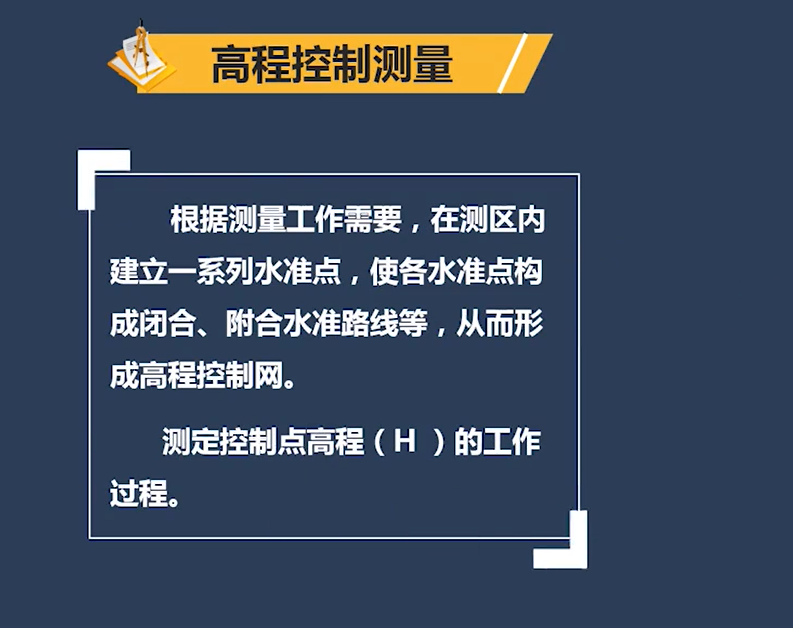 高程控制测量
根据测量工作需要，在测区内
建立一系列水准点，使各水准点构
成闭合、附合水准路线等，从而形
成高程控制网。
测定控制点高程（H ）的工作
过程。